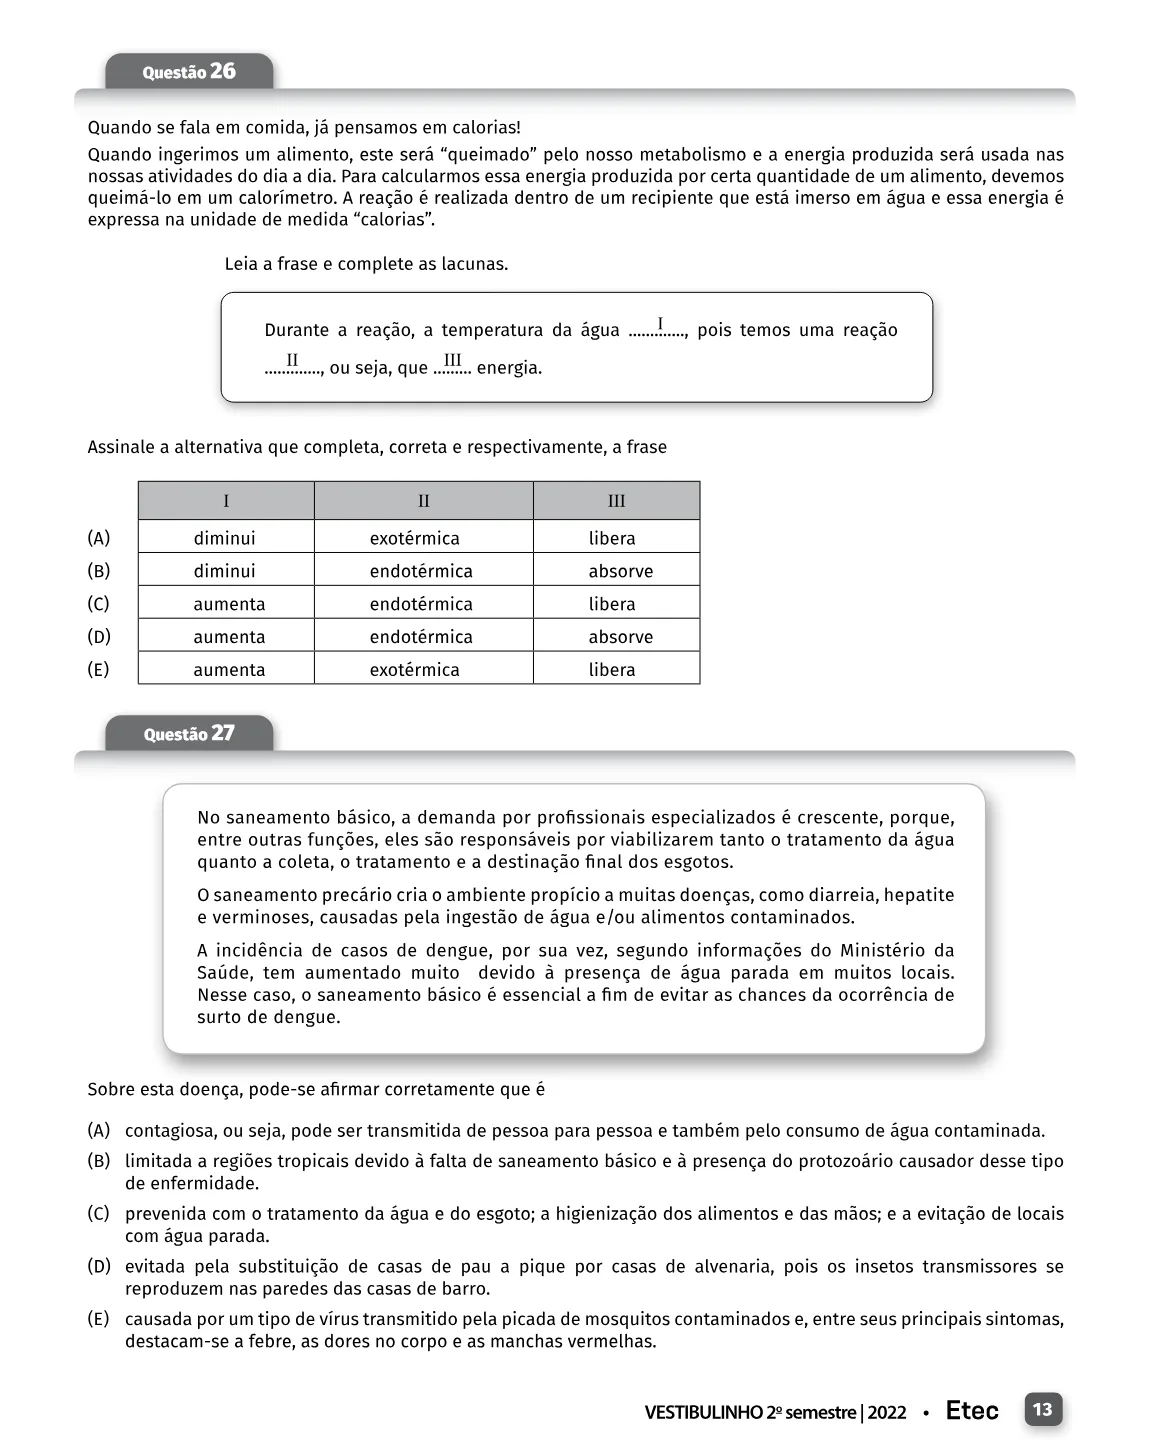 Questão 26
Quando se fala em comida, já pensamos em calorias!
Quando ingerimos um alimento, este será “queimado” pelo nosso metabolismo e a energia produzida será usada nas
nossas atividades do dia a dia. Para calcularmos essa energia produzida por certa quantidade de um alimento, devemos
queimá-lo em um calorímetro. A reação é realizada dentro de um recipiente que está imerso em água e essa energia é
expressa na unidade de medida “calorias”.
Leia a frase e complete as lacunas.
Durante a reação, a temperatura da água .......I......, pois temos uma reação
......II......., ou seja, que ...III... energia.
Assinale a alternativa que completa, correta e respectivamente, a frase
I II III
(A) diminui exotérmica libera
(B) diminui endotérmica absorve
(C) aumenta endotérmica libera
(D) aumenta endotérmica absorve
(E) aumenta exotérmica libera
Questão 27
No saneamento básico, a demanda por profissionais especializados é crescente, porque,
entre outras funções, eles são responsáveis por viabilizarem tanto o tratamento da água
quanto a coleta, o tratamento e a destinação final dos esgotos.
O saneamento precário cria o ambiente propício a muitas doenças, como diarreia, hepatite
e verminoses, causadas pela ingestão de água e/ou alimentos contaminados.
A incidência de casos de dengue, por sua vez, segundo informações do Ministério da
Saúde, tem aumentado muito devido à presença de água parada em muitos locais.
Nesse caso, o saneamento básico é essencial a fim de evitar as chances da ocorrência de
surto de dengue.
Sobre esta doença, pode-se afirmar corretamente que é
(A) contagiosa, ou seja, pode ser transmitida de pessoa para pessoa e também pelo consumo de água contaminada.
(B) limitada a regiões tropicais devido à falta de saneamento básico e à presença do protozoário causador desse tipo
de enfermidade.
(C) prevenida com o tratamento da água e do esgoto; a higienização dos alimentos e das mãos; e a evitação de locais
com água parada.
(D) evitada pela substituição de casas de pau a pique por casas de alvenaria, pois os insetos transmissores se
reproduzem nas paredes das casas de barro.
(E) causada por um tipo de vírus transmitido pela picada de mosquitos contaminados e, entre seus principais sintomas,
destacam-se a febre, as dores no corpo e as manchas vermelhas.
VESTIBULINHO 2º semestre | 2022 • Etec 13